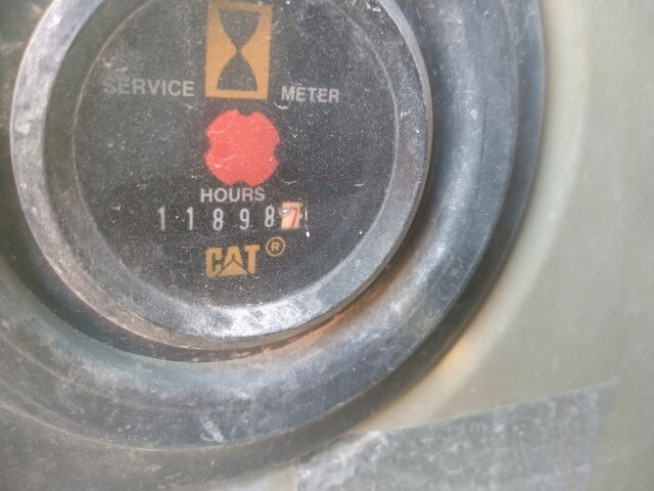 SERVICE METER
HOURS
118987
CAT®